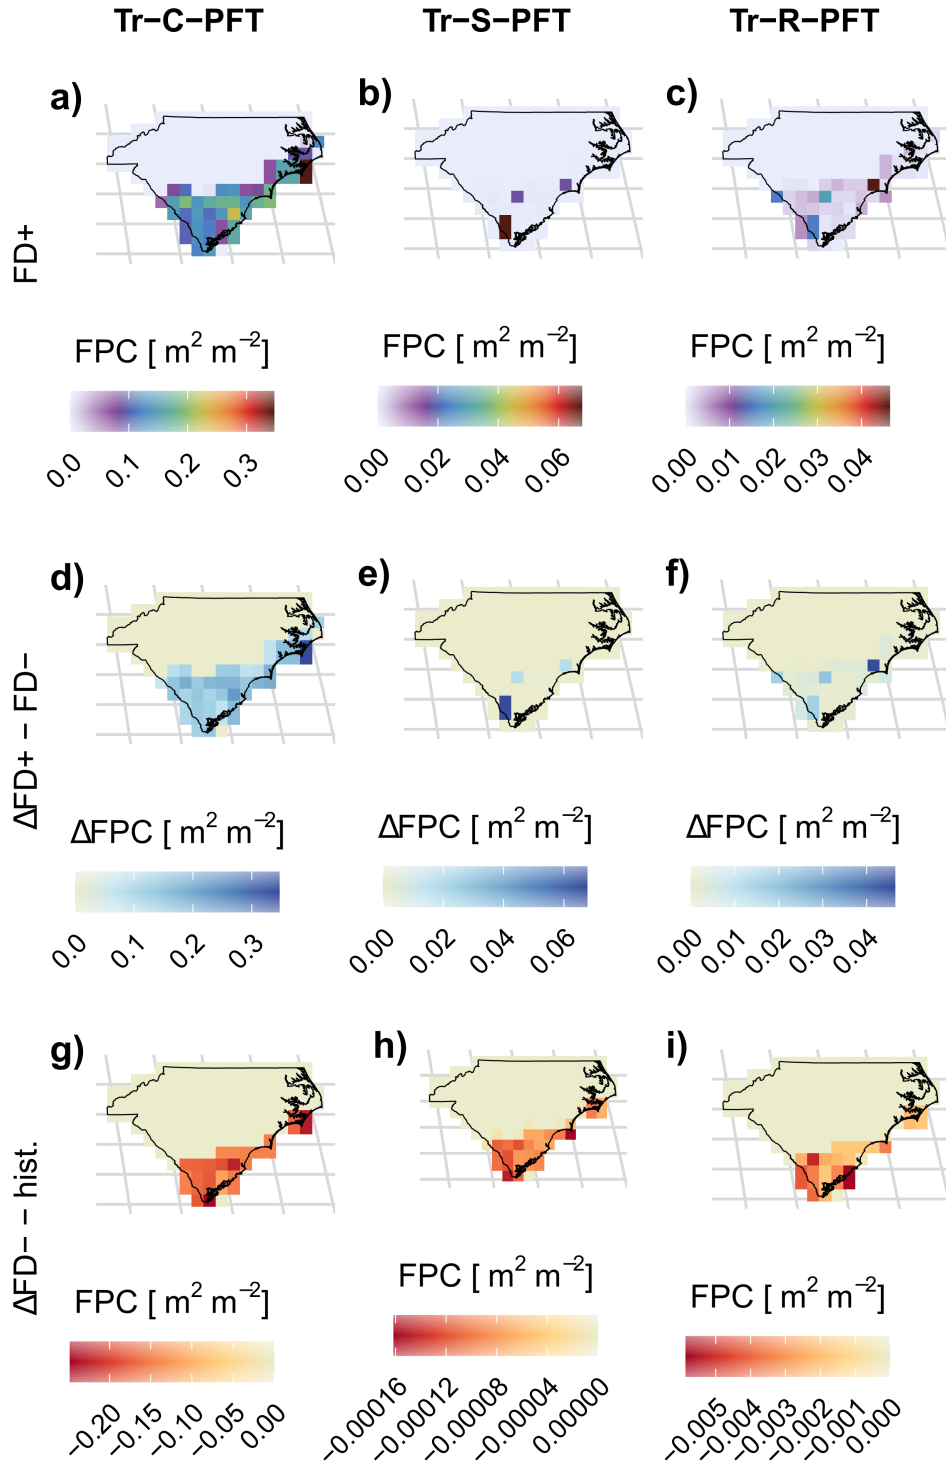 Tr−C−PFT Tr−S−PFT Tr−R−PFT
a) b) c)
FD+
FPC [ m² m⁻²] FPC [ m² m⁻²] FPC [ m² m⁻²]
0.0 0.1 0.2 0.3 0.00 0.02 0.04 0.06 0.00 0.01 0.02 0.03 0.04
d) e) f)
ΔFD+ − FD−
ΔFPC [ m² m⁻²] ΔFPC [ m² m⁻²] ΔFPC [ m² m⁻²]
0.0 0.1 0.2 0.3 0.00 0.02 0.04 0.06 0.00 0.01 0.02 0.03 0.04
g) h) i)
ΔFD− − hist.
FPC [ m² m⁻²] FPC [ m² m⁻²] FPC [ m² m⁻²]
−0.20 −0.15 −0.10 −0.05 0.00 −0.00016 −0.00012 −0.00008 −0.00004 0.00000 −0.005 −0.004 −0.003 −0.002 −0.001 0.000